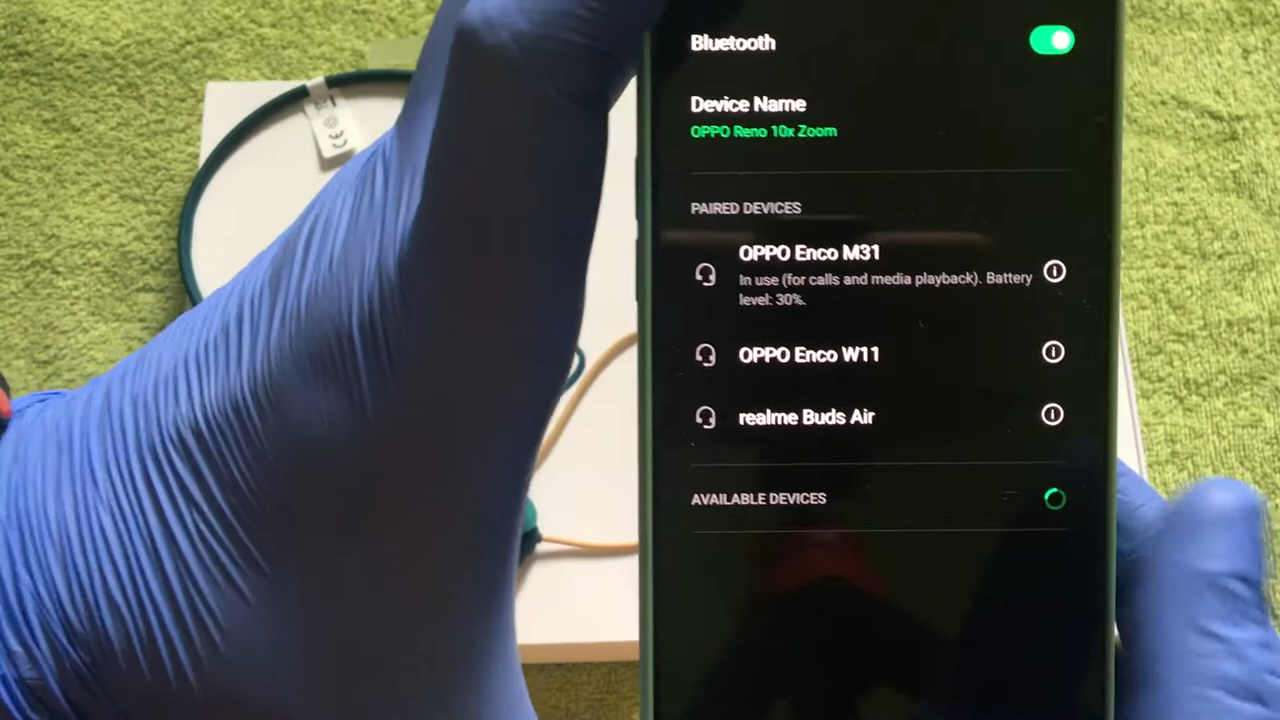 Bluetooth
Device Name
OPPO Reno 10x Zoom
PAIRED DEVICES
OPPO Enco M31
In use (for calls and media playback). Battery
level: 30%.
OPPO Enco W11
realme Buds Air
AVAILABLE DEVICES